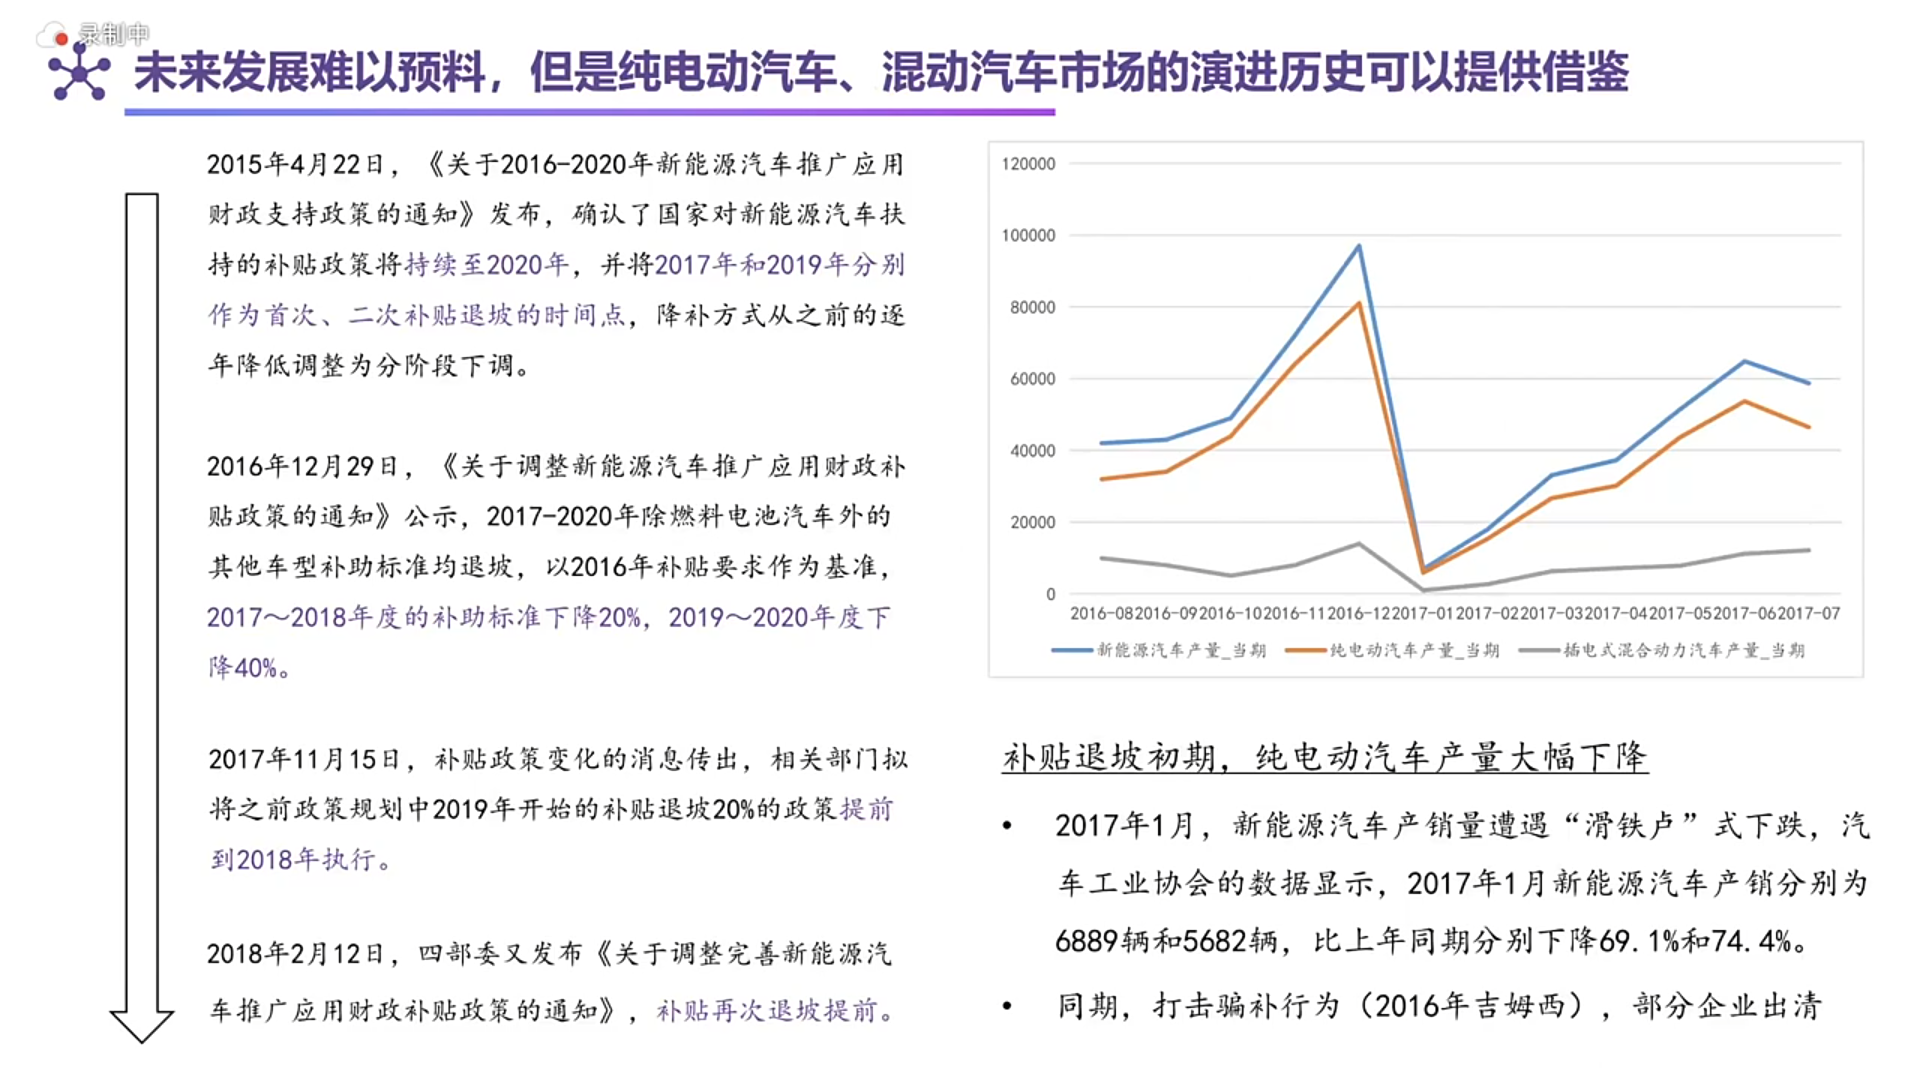 录制中
未来发展难以预料，但是纯电动汽车、混动汽车市场的演进历史可以提供借鉴
2015年4月22日，《关于2016-2020年新能源汽车推广应用
财政支持政策的通知》发布，确认了国家对新能源汽车扶
持的补贴政策将持续至2020年，并将2017年和2019年分别
作为首次、二次补贴退坡的时间点，降补方式从之前的逐
年降低调整为分阶段下调。
2016年12月29日，《关于调整新能源汽车推广应用财政补
贴政策的通知》公示，2017-2020年除燃料电池汽车外的
其他车型补助标准均退坡，以2016年补贴要求作为基准，
2017～2018年度的补助标准下降20%，2019～2020年度下
降40%。
2017年11月15日，补贴政策变化的消息传出，相关部门拟
将之前政策规划中2019年开始的补贴退坡20%的政策提前
到2018年执行。
2018年2月12日，四部委又发布《关于调整完善新能源汽
车推广应用财政补贴政策的通知》，补贴再次退坡提前。
120000
100000
80000
60000
40000
20000
0
2016-08 2016-09 2016-10 2016-11 2016-12 2017-01 2017-02 2017-03 2017-04 2017-05 2017-06 2017-07
新能源汽车产量_当期 纯电动汽车产量_当期 插电式混合动力汽车产量_当期
补贴退坡初期，纯电动汽车产量大幅下降
• 2017年1月，新能源汽车产销量遭遇“滑铁卢”式下跌，汽
车工业协会的数据显示，2017年1月新能源汽车产销分别为
6889辆和5682辆，比上年同期分别下降69.1%和74.4%。
• 同期，打击骗补行为（2016年吉姆西），部分企业出清